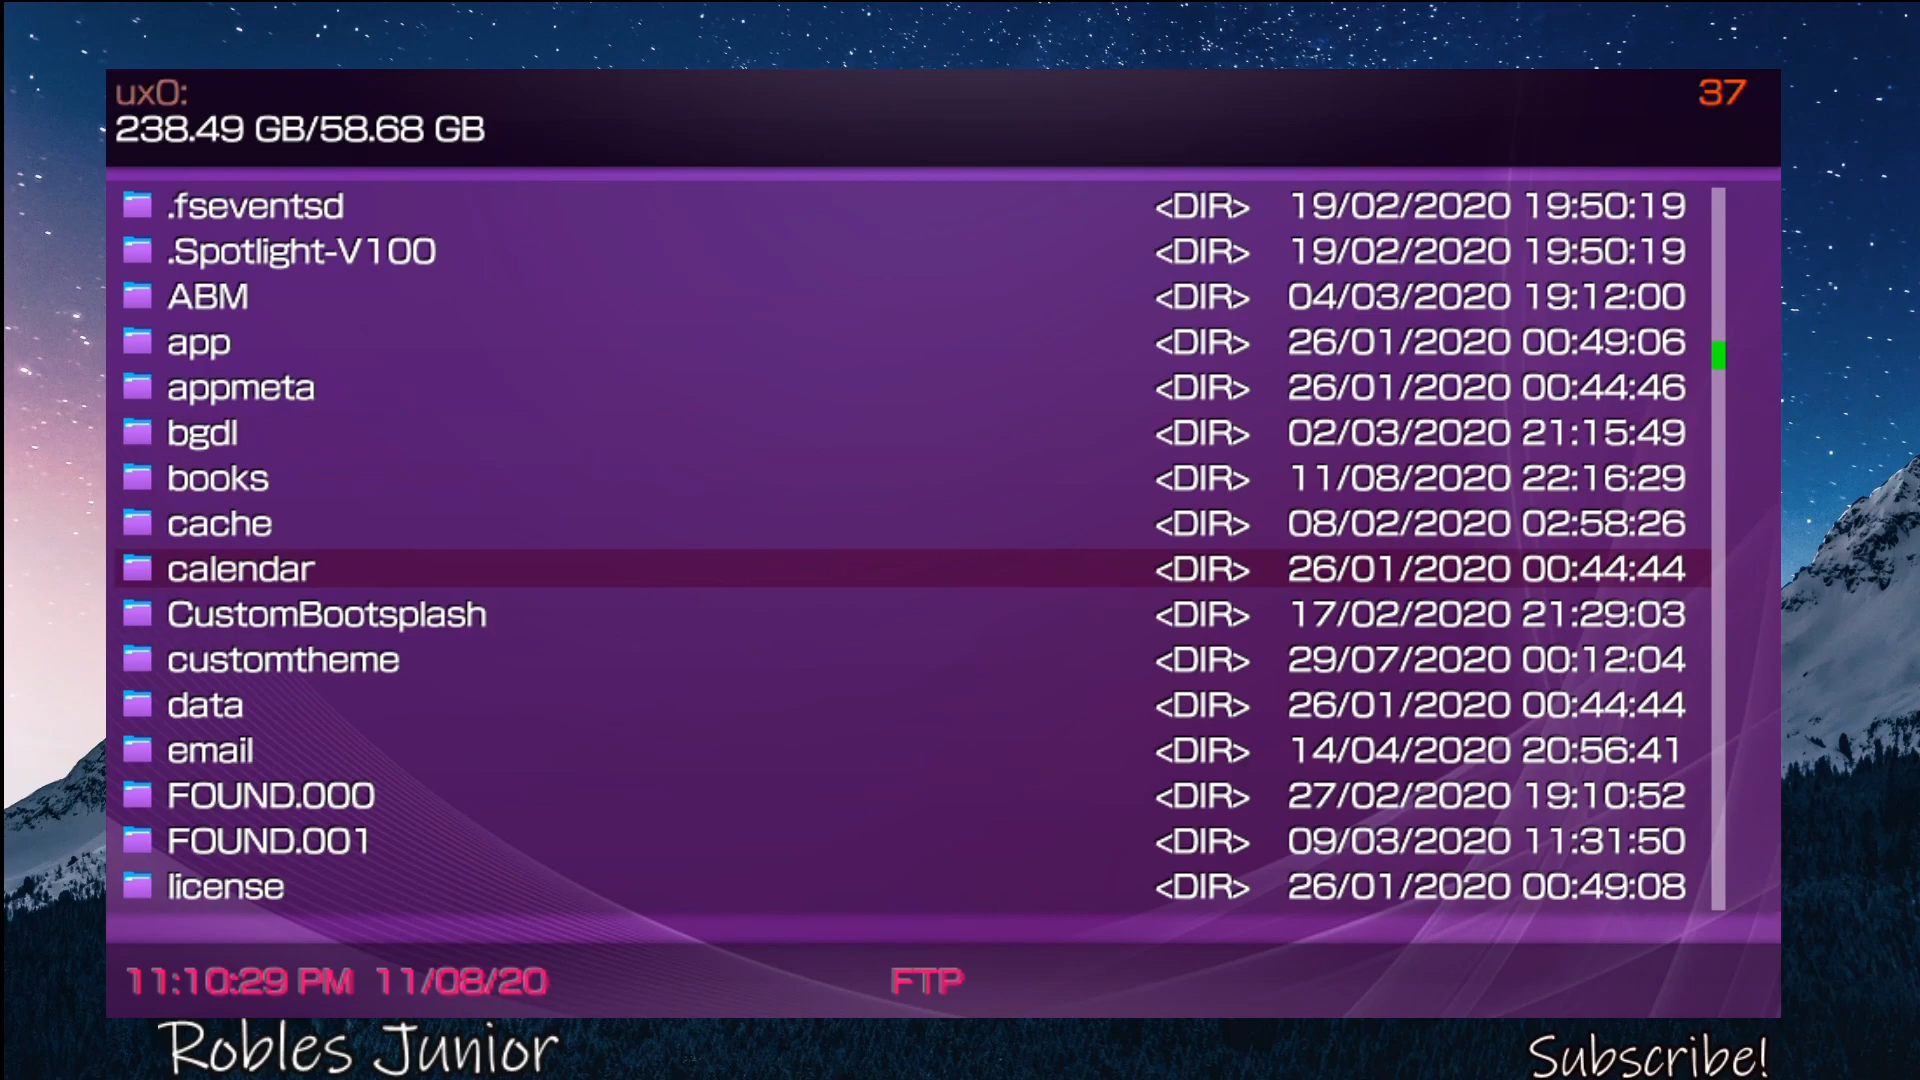 ux0:
37
238.49 GB/58.68 GB
.fseventsd <DIR> 19/02/2020 19:50:19
.Spotlight-V100 <DIR> 19/02/2020 19:50:19
ABM <DIR> 04/03/2020 19:12:00
app <DIR> 26/01/2020 00:49:06
appmeta <DIR> 26/01/2020 00:44:46
bgdl <DIR> 02/03/2020 21:15:49
books <DIR> 11/08/2020 22:16:29
cache <DIR> 08/02/2020 02:58:26
calendar <DIR> 26/01/2020 00:44:44
CustomBootsplash <DIR> 17/02/2020 21:29:03
customtheme <DIR> 29/07/2020 00:12:04
data <DIR> 26/01/2020 00:44:44
email <DIR> 14/04/2020 20:56:41
FOUND.000 <DIR> 27/02/2020 19:10:52
FOUND.001 <DIR> 09/03/2020 11:31:50
license <DIR> 26/01/2020 00:49:08
11:10:29 PM 11/08/20 FTP
Robles Junior
Subscribe!